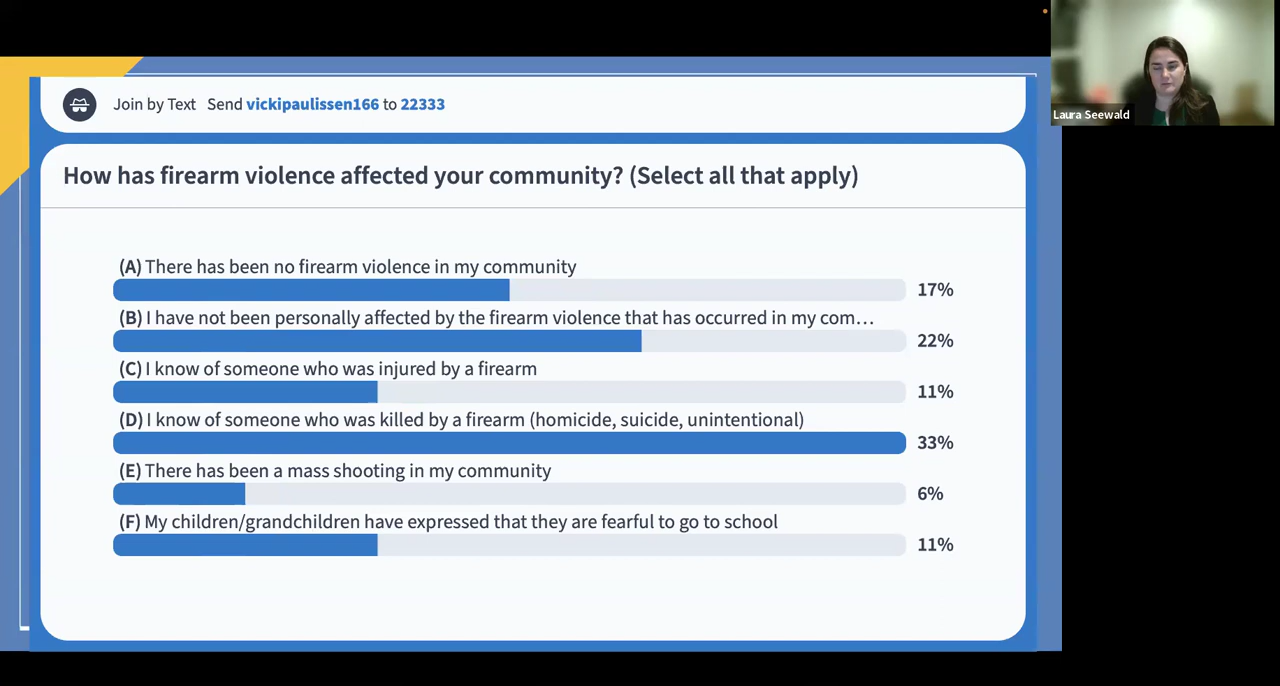 Join by Text Send vickipaulissen166 to 22333
Laura Seewald
How has firearm violence affected your community? (Select all that apply)
(A) There has been no firearm violence in my community
17%
(B) I have not been personally affected by the firearm violence that has occurred in my com…
22%
(C) I know of someone who was injured by a firearm
11%
(D) I know of someone who was killed by a firearm (homicide, suicide, unintentional)
33%
(E) There has been a mass shooting in my community
6%
(F) My children/grandchildren have expressed that they are fearful to go to school
11%